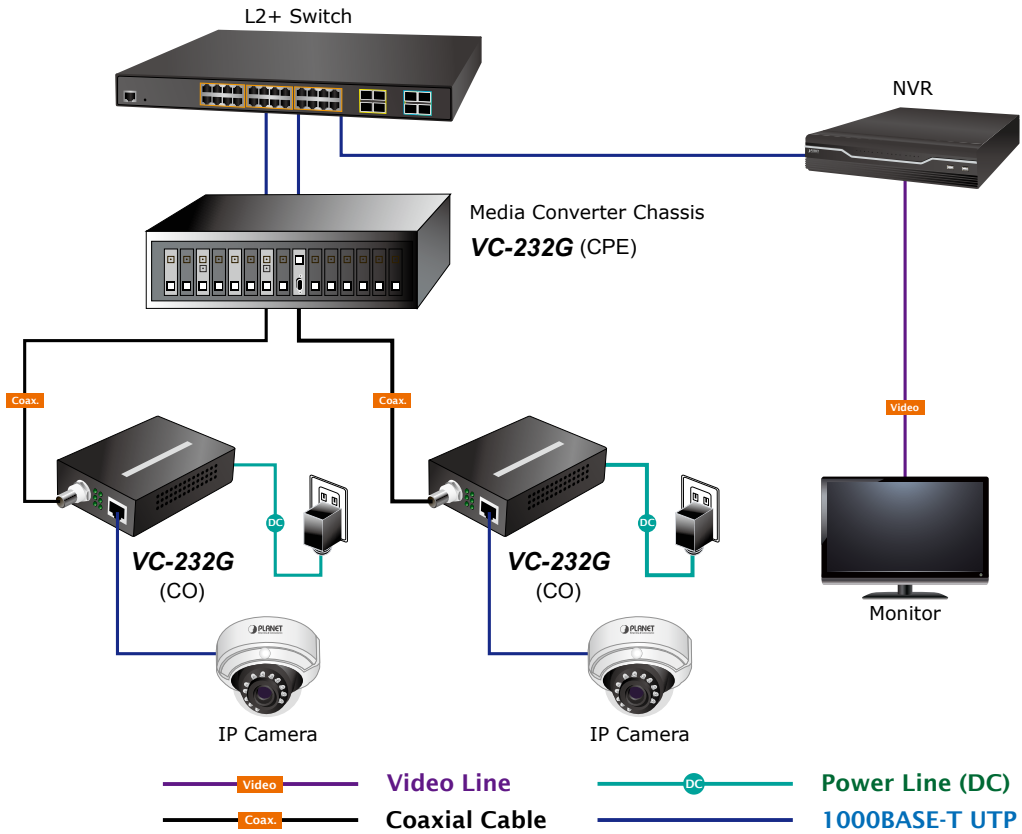 L2+ Switch
NVR
Media Converter Chassis
VC-232G (CPE)
Coax.
Coax.
Video
DC
DC
VC-232G
(CO)
VC-232G
(CO)
Monitor
PLANET
PLANET
IP Camera
IP Camera
Video
Video Line
DC
Power Line (DC)
Coax.
Coaxial Cable
1000BASE-T UTP